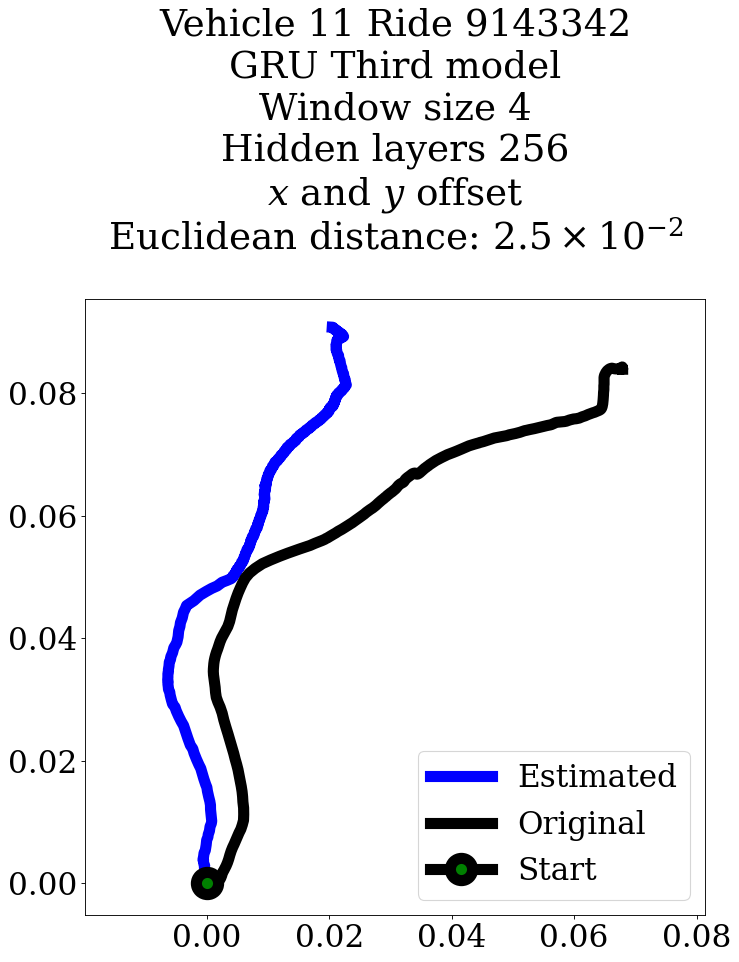 Vehicle 11 Ride 9143342
GRU Third model
Window size 4
Hidden layers 256
x and y offset
Euclidean distance: 2.5 × 10⁻²
0.08
0.06
0.04
0.02
0.00
Estimated
Original
Start
0.00 0.02 0.04 0.06 0.08